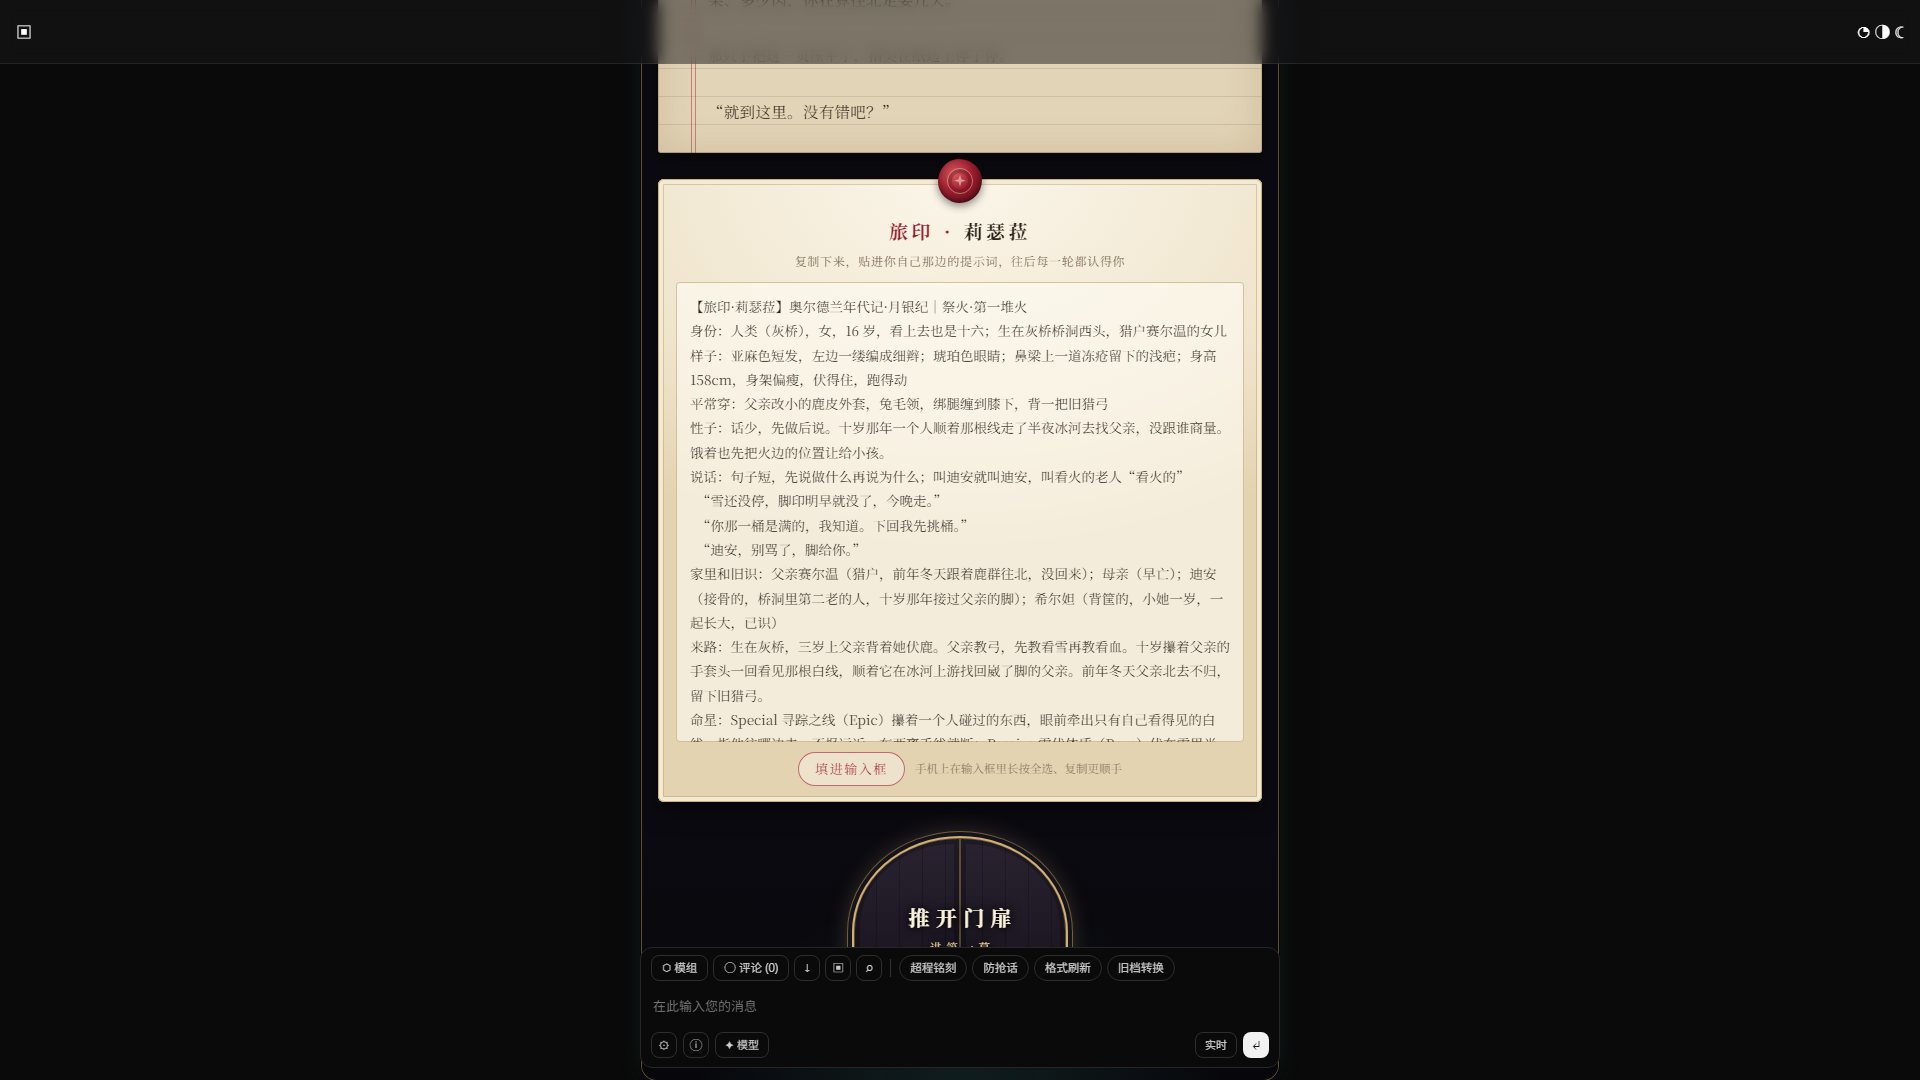 “就到这里。没有错吧？”
旅印 · 莉瑟菈
复制下来，贴进你自己那边的提示词，往后每一轮都认得你
【旅印·莉瑟菈】奥尔德兰年代记·月银纪｜祭火·第一堆火
身份：人类（灰桥），女，16 岁，看上去也是十六；生在灰桥桥洞西头，猎户赛尔温的女儿
样子：亚麻色短发，左边一缕编成细辫；琥珀色眼睛；鼻梁上一道冻疮留下的浅疤；身高
158cm，身架偏瘦，伏得住，跑得动
平常穿：父亲改小的鹿皮外套，兔毛领，绑腿缠到膝下，背一把旧猎弓
性子：话少，先做后说。十岁那年一个人顺着那根线走了半夜冰河去找父亲，没跟谁商量。
饿着也先把火边的位置让给小孩。
说话：句子短，先说做什么再说为什么；叫迪安就叫迪安，叫看火的老人“看火的”
“雪还没停，脚印明早就没了，今晚走。”
“你那一桶是满的，我知道。下回我先挑桶。”
“迪安，别骂了，脚给你。”
家里和旧识：父亲赛尔温（猎户，前年冬天跟着鹿群往北，没回来）；母亲（早亡）；迪安
（接骨的，桥洞里第二老的人，十岁那年接过父亲的脚）；希尔妲（背筐的，小她一岁，一
起长大，已识）
来路：生在灰桥，三岁上父亲背着她伏鹿。父亲教弓，先教看雪再教看血。十岁攥着父亲的
手套头一回看见那根白线，顺着它在冰河上游找回崴了脚的父亲。前年冬天父亲北去不归，
留下旧猎弓。
命星：Special 寻踪之线（Epic）攥着一个人碰过的东西，眼前牵出只有自己看得见的白
填进输入框
手机上在输入框里长按全选、复制更顺手
推开门扉
模组
评论 (0)
超程铭刻
防抢话
格式刷新
旧档转换
在此输入您的消息
模型
实时